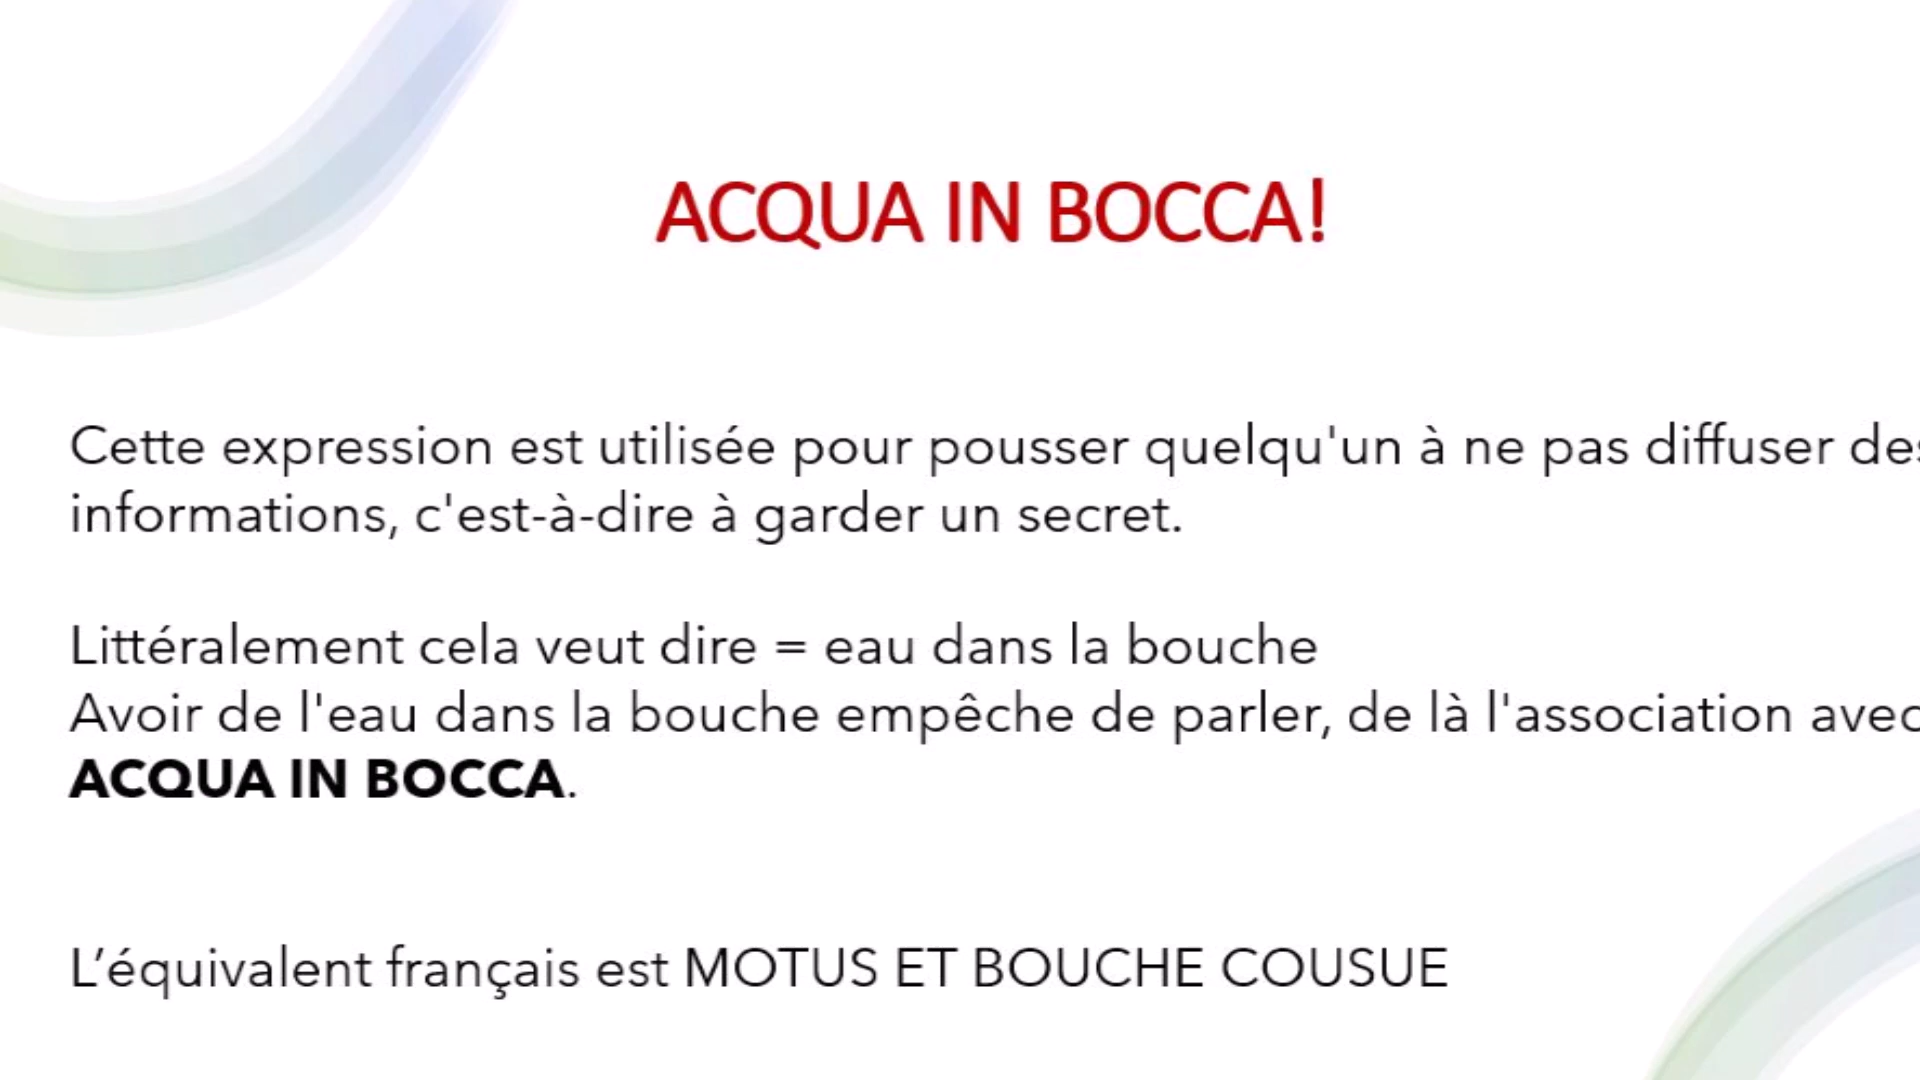 ACQUA IN BOCCA!
Cette expression est utilisée pour pousser quelqu'un à ne pas diffuser des
informations, c'est-à-dire à garder un secret.
Littéralement cela veut dire = eau dans la bouche
Avoir de l'eau dans la bouche empêche de parler, de là l'association avec
ACQUA IN BOCCA.
L’équivalent français est MOTUS ET BOUCHE COUSUE